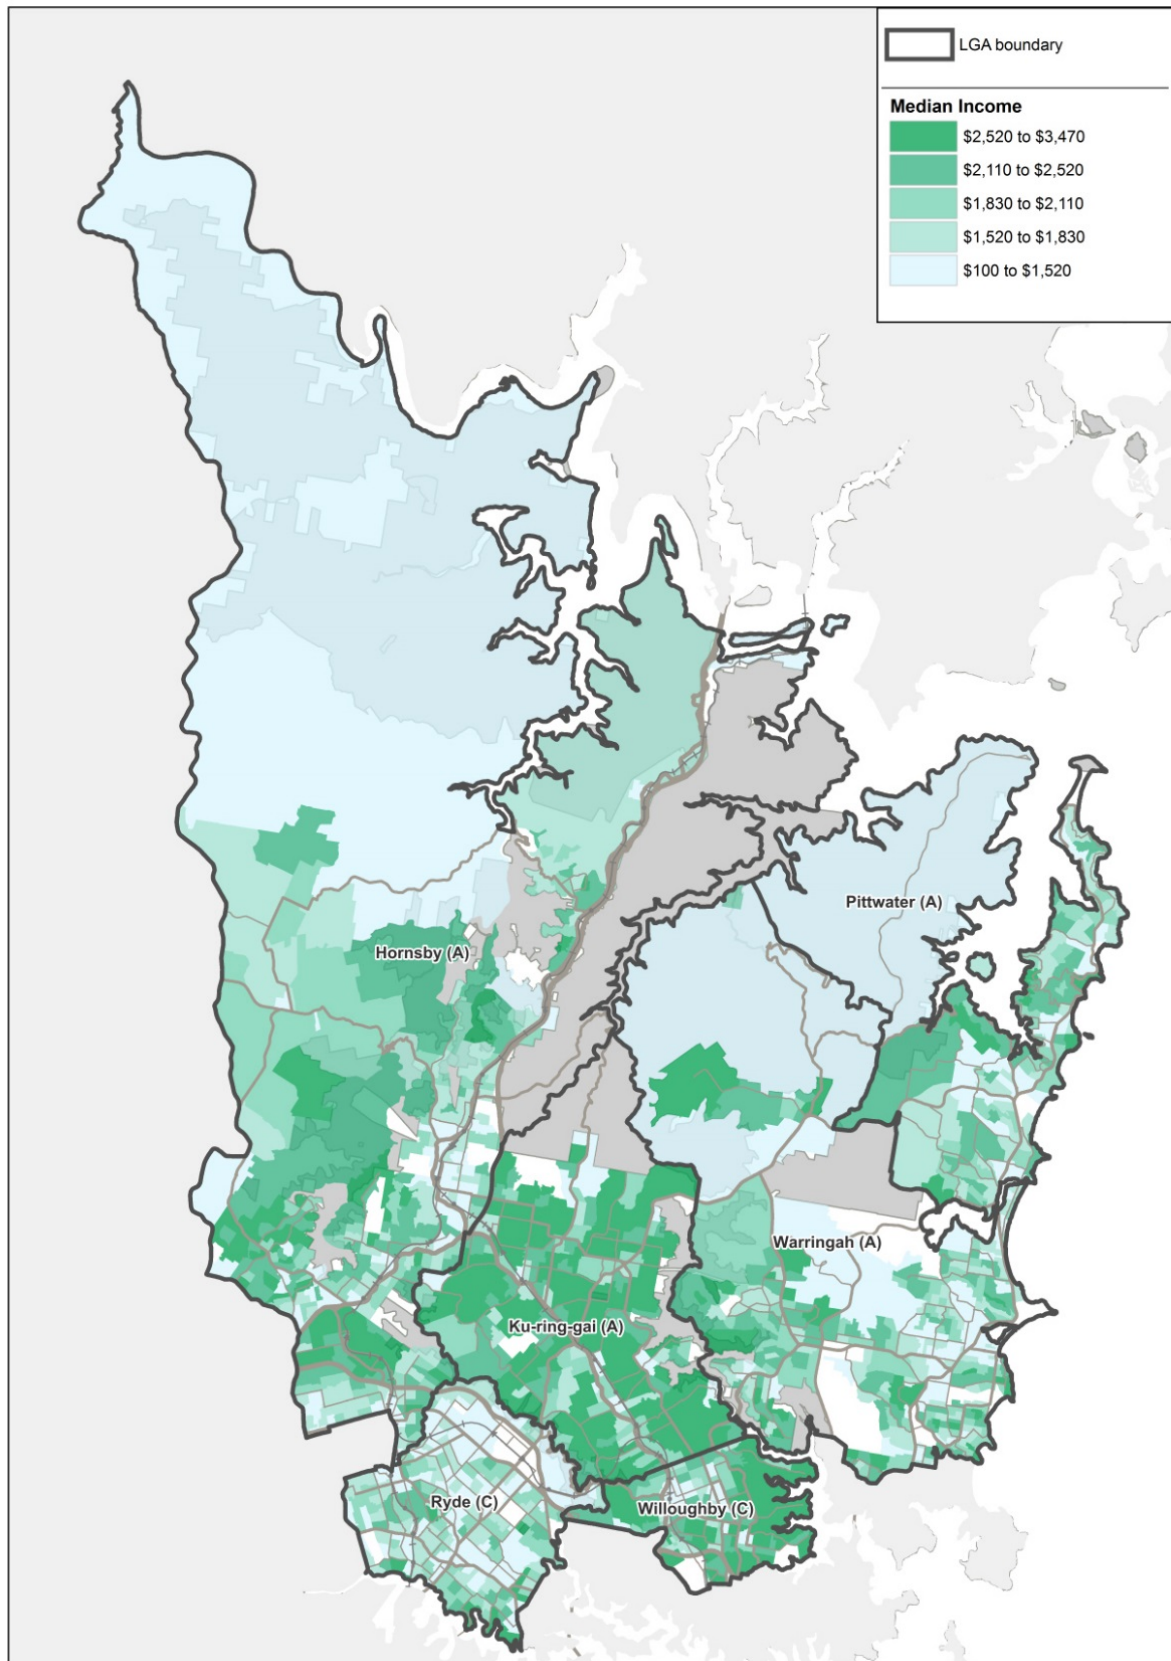 LGA boundary
Median Income
$2,520 to $3,470
$2,110 to $2,520
$1,830 to $2,110
$1,520 to $1,830
$100 to $1,520
Pittwater (A)
Hornsby (A)
Warringah (A)
Ku-ring-gai (A)
Ryde (C)
Willoughby (C)